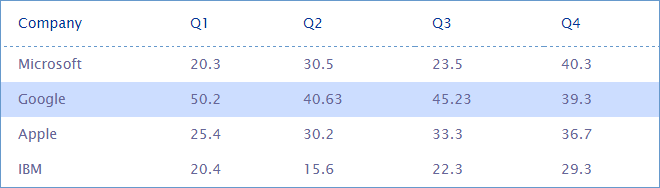 Company Q1 Q2 Q3 Q4
Microsoft 20.3 30.5 23.5 40.3
Google 50.2 40.63 45.23 39.3
Apple 25.4 30.2 33.3 36.7
IBM 20.4 15.6 22.3 29.3